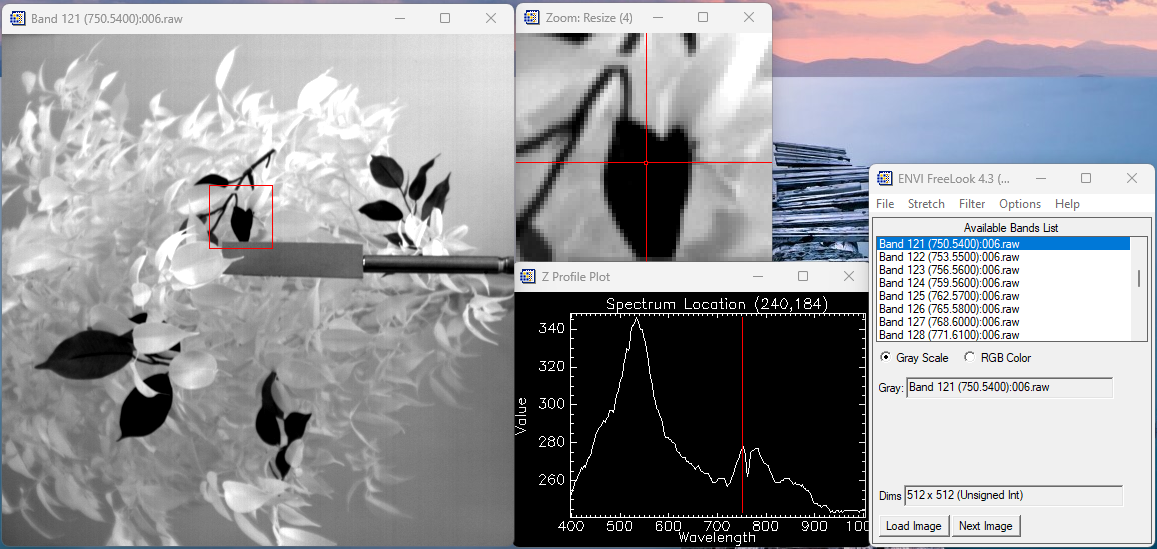 Band 121 (750.5400):006.raw
Zoom: Resize (4)
Z Profile Plot
Spectrum Location (240,184)
340
320
300
280
260
Value
400 500 600 700 800 900 100
Wavelength
ENVI FreeLook 4.3 (...
File Stretch Filter Options Help
Available Bands List
Band 121 (750.5400):006.raw
Band 122 (753.5500):006.raw
Band 123 (756.5600):006.raw
Band 124 (759.5600):006.raw
Band 125 (762.5700):006.raw
Band 126 (765.5800):006.raw
Band 127 (768.6000):006.raw
Band 128 (771.6100):006.raw
Gray Scale RGB Color
Gray: Band 121 (750.5400):006.raw
Dims 512 x 512 (Unsigned Int)
Load Image Next Image